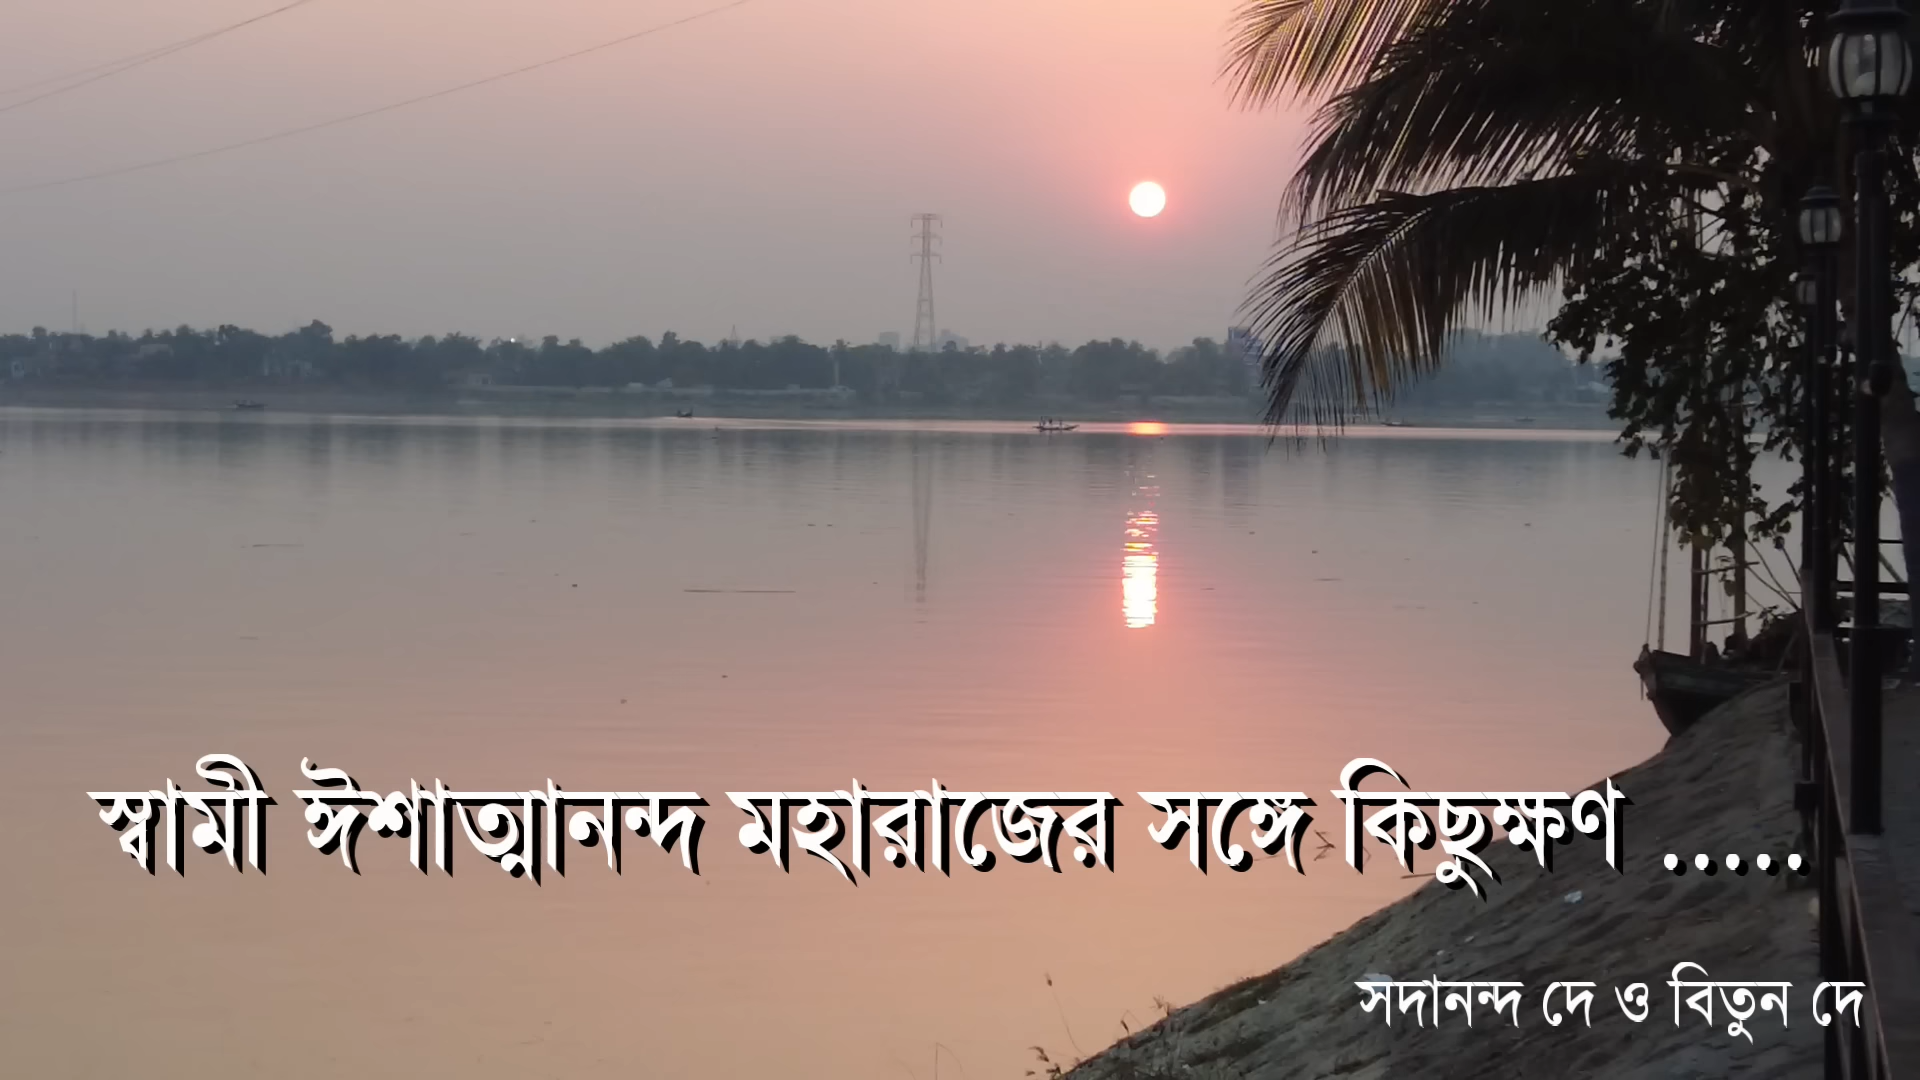 স্বামী ঈশাত্মানন্দ মহারাজের সঙ্গে কিছুক্ষণ .....
সদানন্দ দে ও বিতুন দে